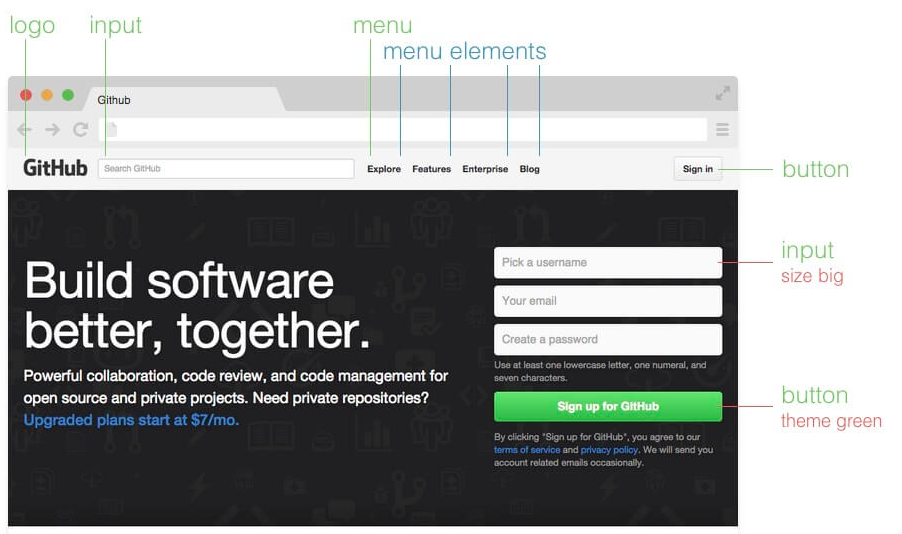 logo
input
menu
menu elements
Github
GitHub
Search GitHub
Explore
Features
Enterprise
Blog
Sign in
button
Build software
better, together.
Powerful collaboration, code review, and code management for
open source and private projects. Need private repositories?
Upgraded plans start at $7/mo.
Pick a username
input
size big
Your email
Create a password
Use at least one lowercase letter, one numeral, and
seven characters.
Sign up for GitHub
button
theme green
By clicking "Sign up for GitHub", you agree to our
terms of service and privacy policy. We will send you
account related emails occasionally.